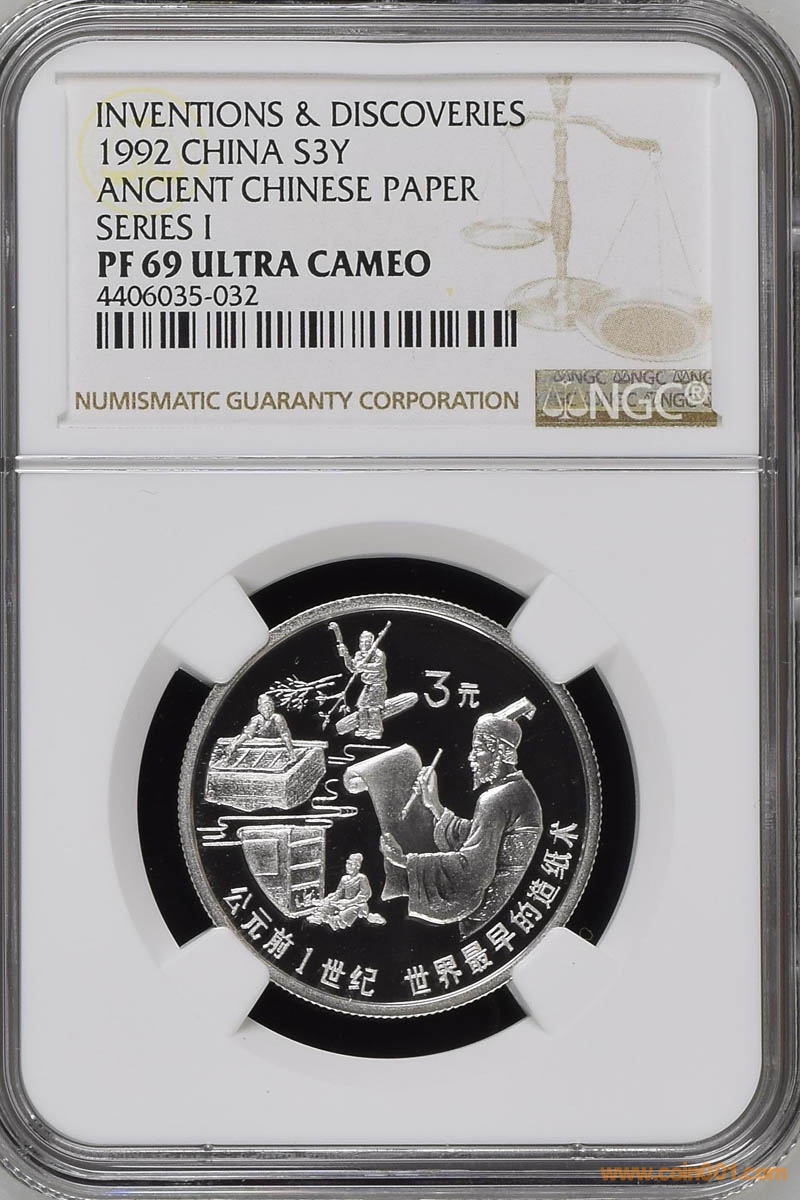 INVENTIONS & DISCOVERIES
1992 CHINA S3Y
ANCIENT CHINESE PAPER
SERIES I
PF 69 ULTRA CAMEO
4406035-032
NUMISMATIC GUARANTY CORPORATION
NGC®
3元
公元前1世纪 世界最早的造纸术
www.coin001.com